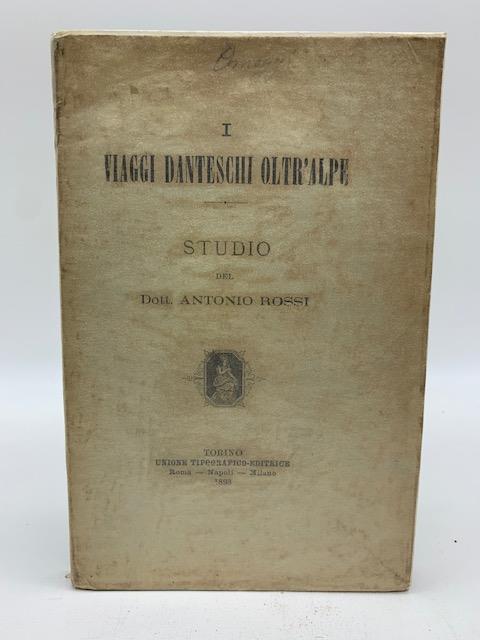 I
VIAGGI DANTESCHI OLTR'ALPE
STUDIO
DEL
Dott. ANTONIO ROSSI
TORINO
UNIONE TIPOGRAFICO-EDITRICE
Roma — Napoli — Milano
1893